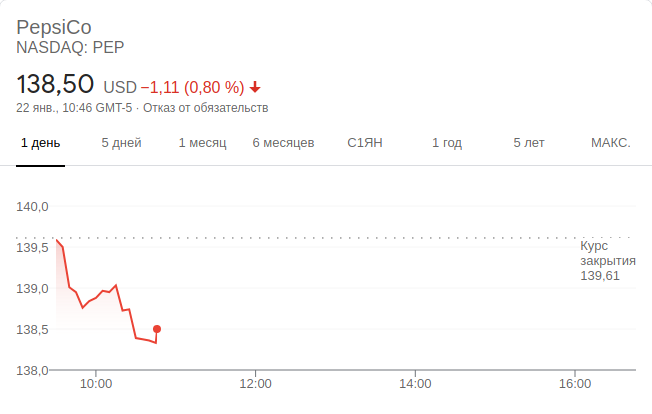 PepsiCo
NASDAQ: PEP
138,50 USD −1,11 (0,80 %)
22 янв., 10:46 GMT-5 · Отказ от обязательств
1 день 5 дней 1 месяц 6 месяцев С1ЯН 1 год 5 лет МАКС.
140,0
139,5
139,0
138,5
138,0
Курс
закрытия
139,61
10:00 12:00 14:00 16:00